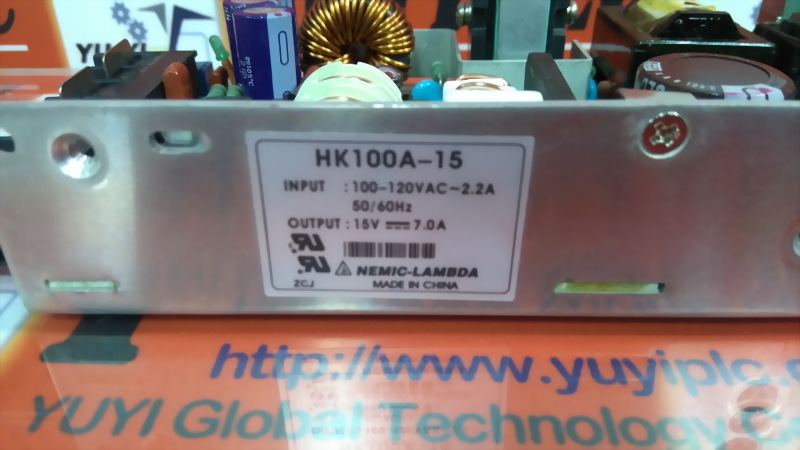 YUYI
HK100A-15
INPUT : 100-120VAC~2.2A
50/60Hz
OUTPUT : 15V ⎓ 7.0A
NEMIC-LAMBDA
ZCJ MADE IN CHINA
http://www.yuyiplc.c
YUYI Global Technology Co